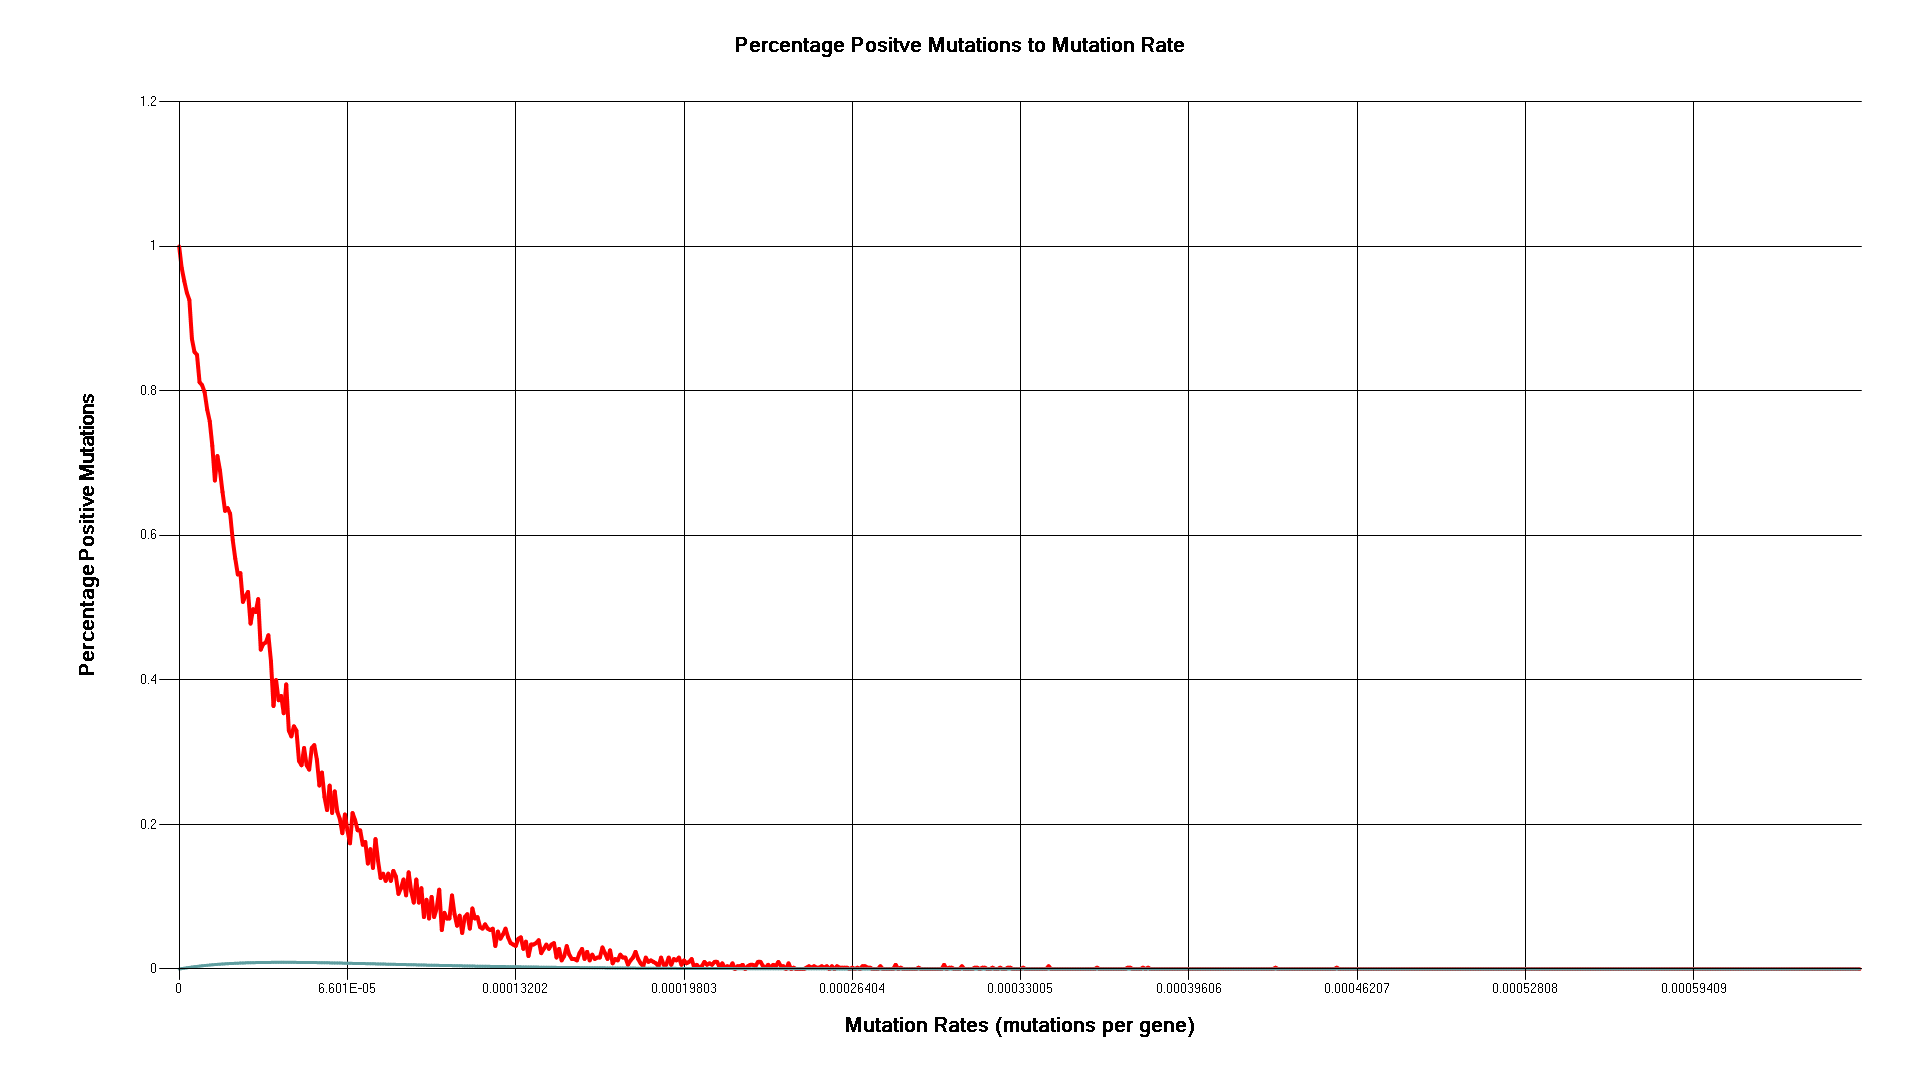 Percentage Positve Mutations to Mutation Rate
1.2
1
0.8
0.6
0.4
0.2
0
Percentage Positive Mutations
0 6.601E-05 0.00013202 0.00019803 0.00026404 0.00033005 0.00039606 0.00046207 0.00052808 0.00059409
Mutation Rates (mutations per gene)